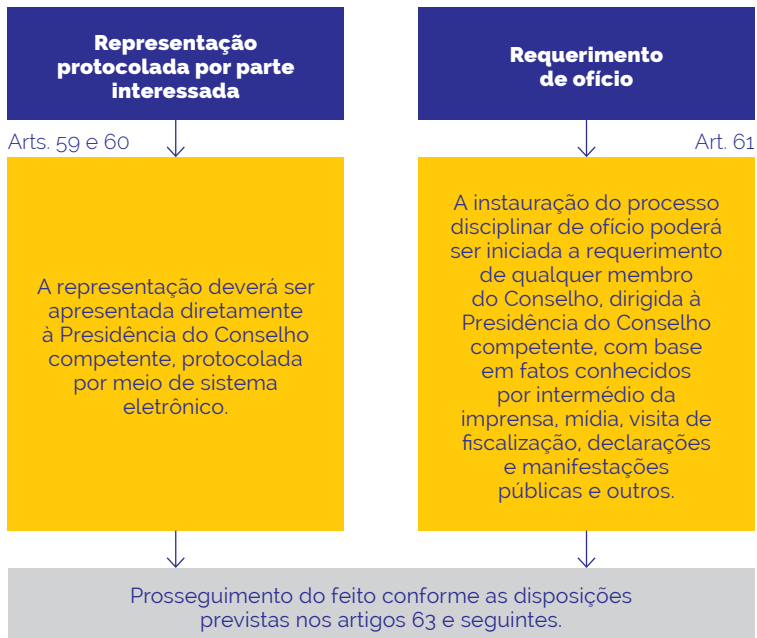 Representação
protocolada por parte
interessada
Arts. 59 e 60
A representação deverá ser
apresentada diretamente
à Presidência do Conselho
competente, protocolada
por meio de sistema
eletrônico.
Requerimento
de ofício
Art. 61
A instauração do processo
disciplinar de ofício poderá
ser iniciada a requerimento
de qualquer membro
do Conselho, dirigida à
Presidência do Conselho
competente, com base
em fatos conhecidos
por intermédio da
imprensa, mídia, visita de
fiscalização, declarações
e manifestações
públicas e outros.
Prosseguimento do feito conforme as disposições
previstas nos artigos 63 e seguintes.